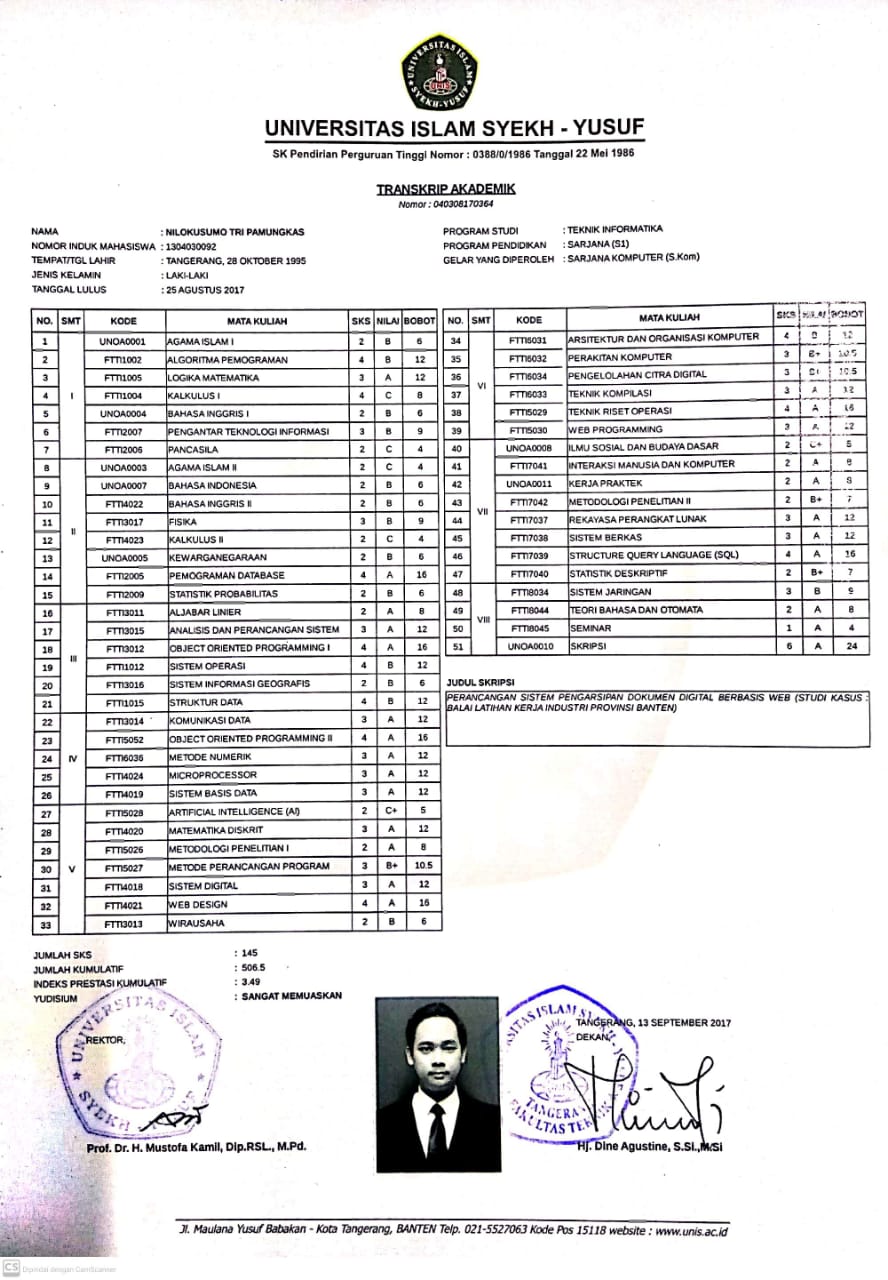 UNIVERSITAS ISLAM SYEKH-YUSUF
UNIS
UNIVERSITAS ISLAM SYEKH - YUSUF
SK Pendirian Perguruan Tinggi Nomor : 0388/0/1986 Tanggal 22 Mei 1986
TRANSKRIP AKADEMIK
Nomor : 040308170364
NAMA : NILOKUSUMO TRI PAMUNGKAS
NOMOR INDUK MAHASISWA : 1304030092
TEMPAT/TGL LAHIR : TANGERANG, 28 OKTOBER 1995
JENIS KELAMIN : LAKI-LAKI
TANGGAL LULUS : 25 AGUSTUS 2017
PROGRAM STUDI : TEKNIK INFORMATIKA
PROGRAM PENDIDIKAN : SARJANA (S1)
GELAR YANG DIPEROLEH : SARJANA KOMPUTER (S.Kom)
NO. SMT KODE MATA KULIAH SKS NILAI BOBOT
1 I UNOA0001 AGAMA ISLAM I 2 B 6
2 FTTI1002 ALGORITMA PEMOGRAMAN 4 B 12
3 FTTI1005 LOGIKA MATEMATIKA 3 A 12
4 FTTI1004 KALKULUS I 4 C 8
5 UNOA0004 BAHASA INGGRIS I 2 B 6
6 FTTI2007 PENGANTAR TEKNOLOGI INFORMASI 3 B 9
7 FTTI2006 PANCASILA 2 C 4
8 II UNOA0003 AGAMA ISLAM II 2 C 4
9 UNOA0007 BAHASA INDONESIA 2 B 6
10 FTTI4022 BAHASA INGGRIS II 2 B 6
11 FTTI3017 FISIKA 3 B 9
12 FTTI4023 KALKULUS II 2 C 4
13 UNOA0005 KEWARGANEGARAAN 2 B 6
14 FTTI2005 PEMOGRAMAN DATABASE 4 A 16
15 FTTI2009 STATISTIK PROBABILITAS 2 B 6
16 III FTTI3011 ALJABAR LINIER 2 A 8
17 FTTI3015 ANALISIS DAN PERANCANGAN SISTEM 3 A 12
18 FTTI3012 OBJECT ORIENTED PROGRAMMING I 4 A 16
19 FTTI1012 SISTEM OPERASI 4 B 12
20 FTTI3016 SISTEM INFORMASI GEOGRAFIS 2 B 6
21 FTTI1015 STRUKTUR DATA 4 B 12
22 IV FTTI3014 KOMUNIKASI DATA 3 A 12
23 FTTI5052 OBJECT ORIENTED PROGRAMMING II 4 A 16
24 FTTI6036 METODE NUMERIK 3 A 12
25 FTTI4024 MICROPROCESSOR 3 A 12
26 FTTI4019 SISTEM BASIS DATA 3 A 12
27 V FTTI5028 ARTIFICIAL INTELLIGENCE (AI) 2 C+ 5
28 FTTI4020 MATEMATIKA DISKRIT 3 A 12
29 FTTI5026 METODOLOGI PENELITIAN I 2 A 8
30 FTTI5027 METODE PERANCANGAN PROGRAM 3 B+ 10.5
31 FTTI4018 SISTEM DIGITAL 3 A 12
32 FTTI4021 WEB DESIGN 4 A 16
33 FTTI3013 WIRAUSAHA 2 B 6
NO. SMT KODE MATA KULIAH SKS NILAI BOBOT
34 VI FTTI6031 ARSITEKTUR DAN ORGANISASI KOMPUTER 4 B 12
35 FTTI6032 PERAKITAN KOMPUTER 3 B+ 10.5
36 FTTI6034 PENGELOLAHAN CITRA DIGITAL 3 B+ 10.5
37 FTTI6033 TEKNIK KOMPILASI 3 A 12
38 FTTI5029 TEKNIK RISET OPERASI 4 A 16
39 FTTI5030 WEB PROGRAMMING 3 A 12
40 VII UNOA0008 ILMU SOSIAL DAN BUDAYA DASAR 2 C+ 5
41 FTTI7041 INTERAKSI MANUSIA DAN KOMPUTER 2 A 8
42 UNOA0011 KERJA PRAKTEK 2 A 8
43 FTTI7042 METODOLOGI PENELITIAN II 2 B+ 7
44 FTTI7037 REKAYASA PERANGKAT LUNAK 3 A 12
45 FTTI7038 SISTEM BERKAS 3 A 12
46 FTTI7039 STRUCTURE QUERY LANGUAGE (SQL) 4 A 16
47 FTTI7040 STATISTIK DESKRIPTIF 2 B+ 7
48 VIII FTTI8034 SISTEM JARINGAN 3 B 9
49 FTTI8044 TEORI BAHASA DAN OTOMATA 2 A 8
50 FTTI8045 SEMINAR 1 A 4
51 UNOA0010 SKRIPSI 6 A 24
JUDUL SKRIPSI
PERANCANGAN SISTEM PENGARSIPAN DOKUMEN DIGITAL BERBASIS WEB (STUDI KASUS :
BALAI LATIHAN KERJA INDUSTRI PROVINSI BANTEN)
JUMLAH SKS : 145
JUMLAH KUMULATIF : 506.5
INDEKS PRESTASI KUMULATIF : 3.49
YUDISIUM : SANGAT MEMUASKAN
UNIVERSITAS ISLAM
SYEKH
REKTOR,
Prof. Dr. H. Mustofa Kamil, Dip.RSL., M.Pd.
TANGERANG, 13 SEPTEMBER 2017
DEKAN,
Hj. Dine Agustine, S.Si.,M.Si
Jl. Maulana Yusuf Babakan - Kota Tangerang, BANTEN Telp. 021-5527063 Kode Pos 15118 website : www.unis.ac.id
CS Dipindai dengan CamScanner